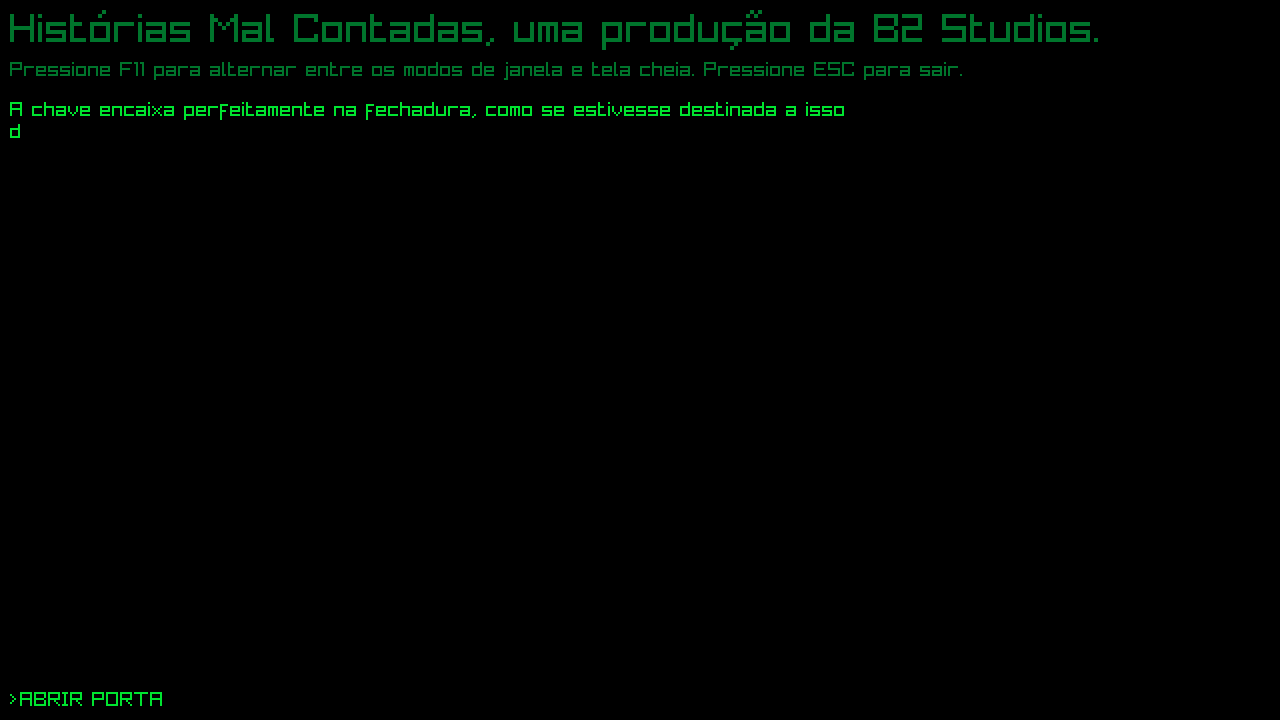 Histórias Mal Contadas, uma produção da B2 Studios.
Pressione F11 para alternar entre os modos de janela e tela cheia. Pressione ESC para sair.
A chave encaixa perfeitamente na fechadura, como se estivesse destinada a isso
d
>ABRIR PORTA